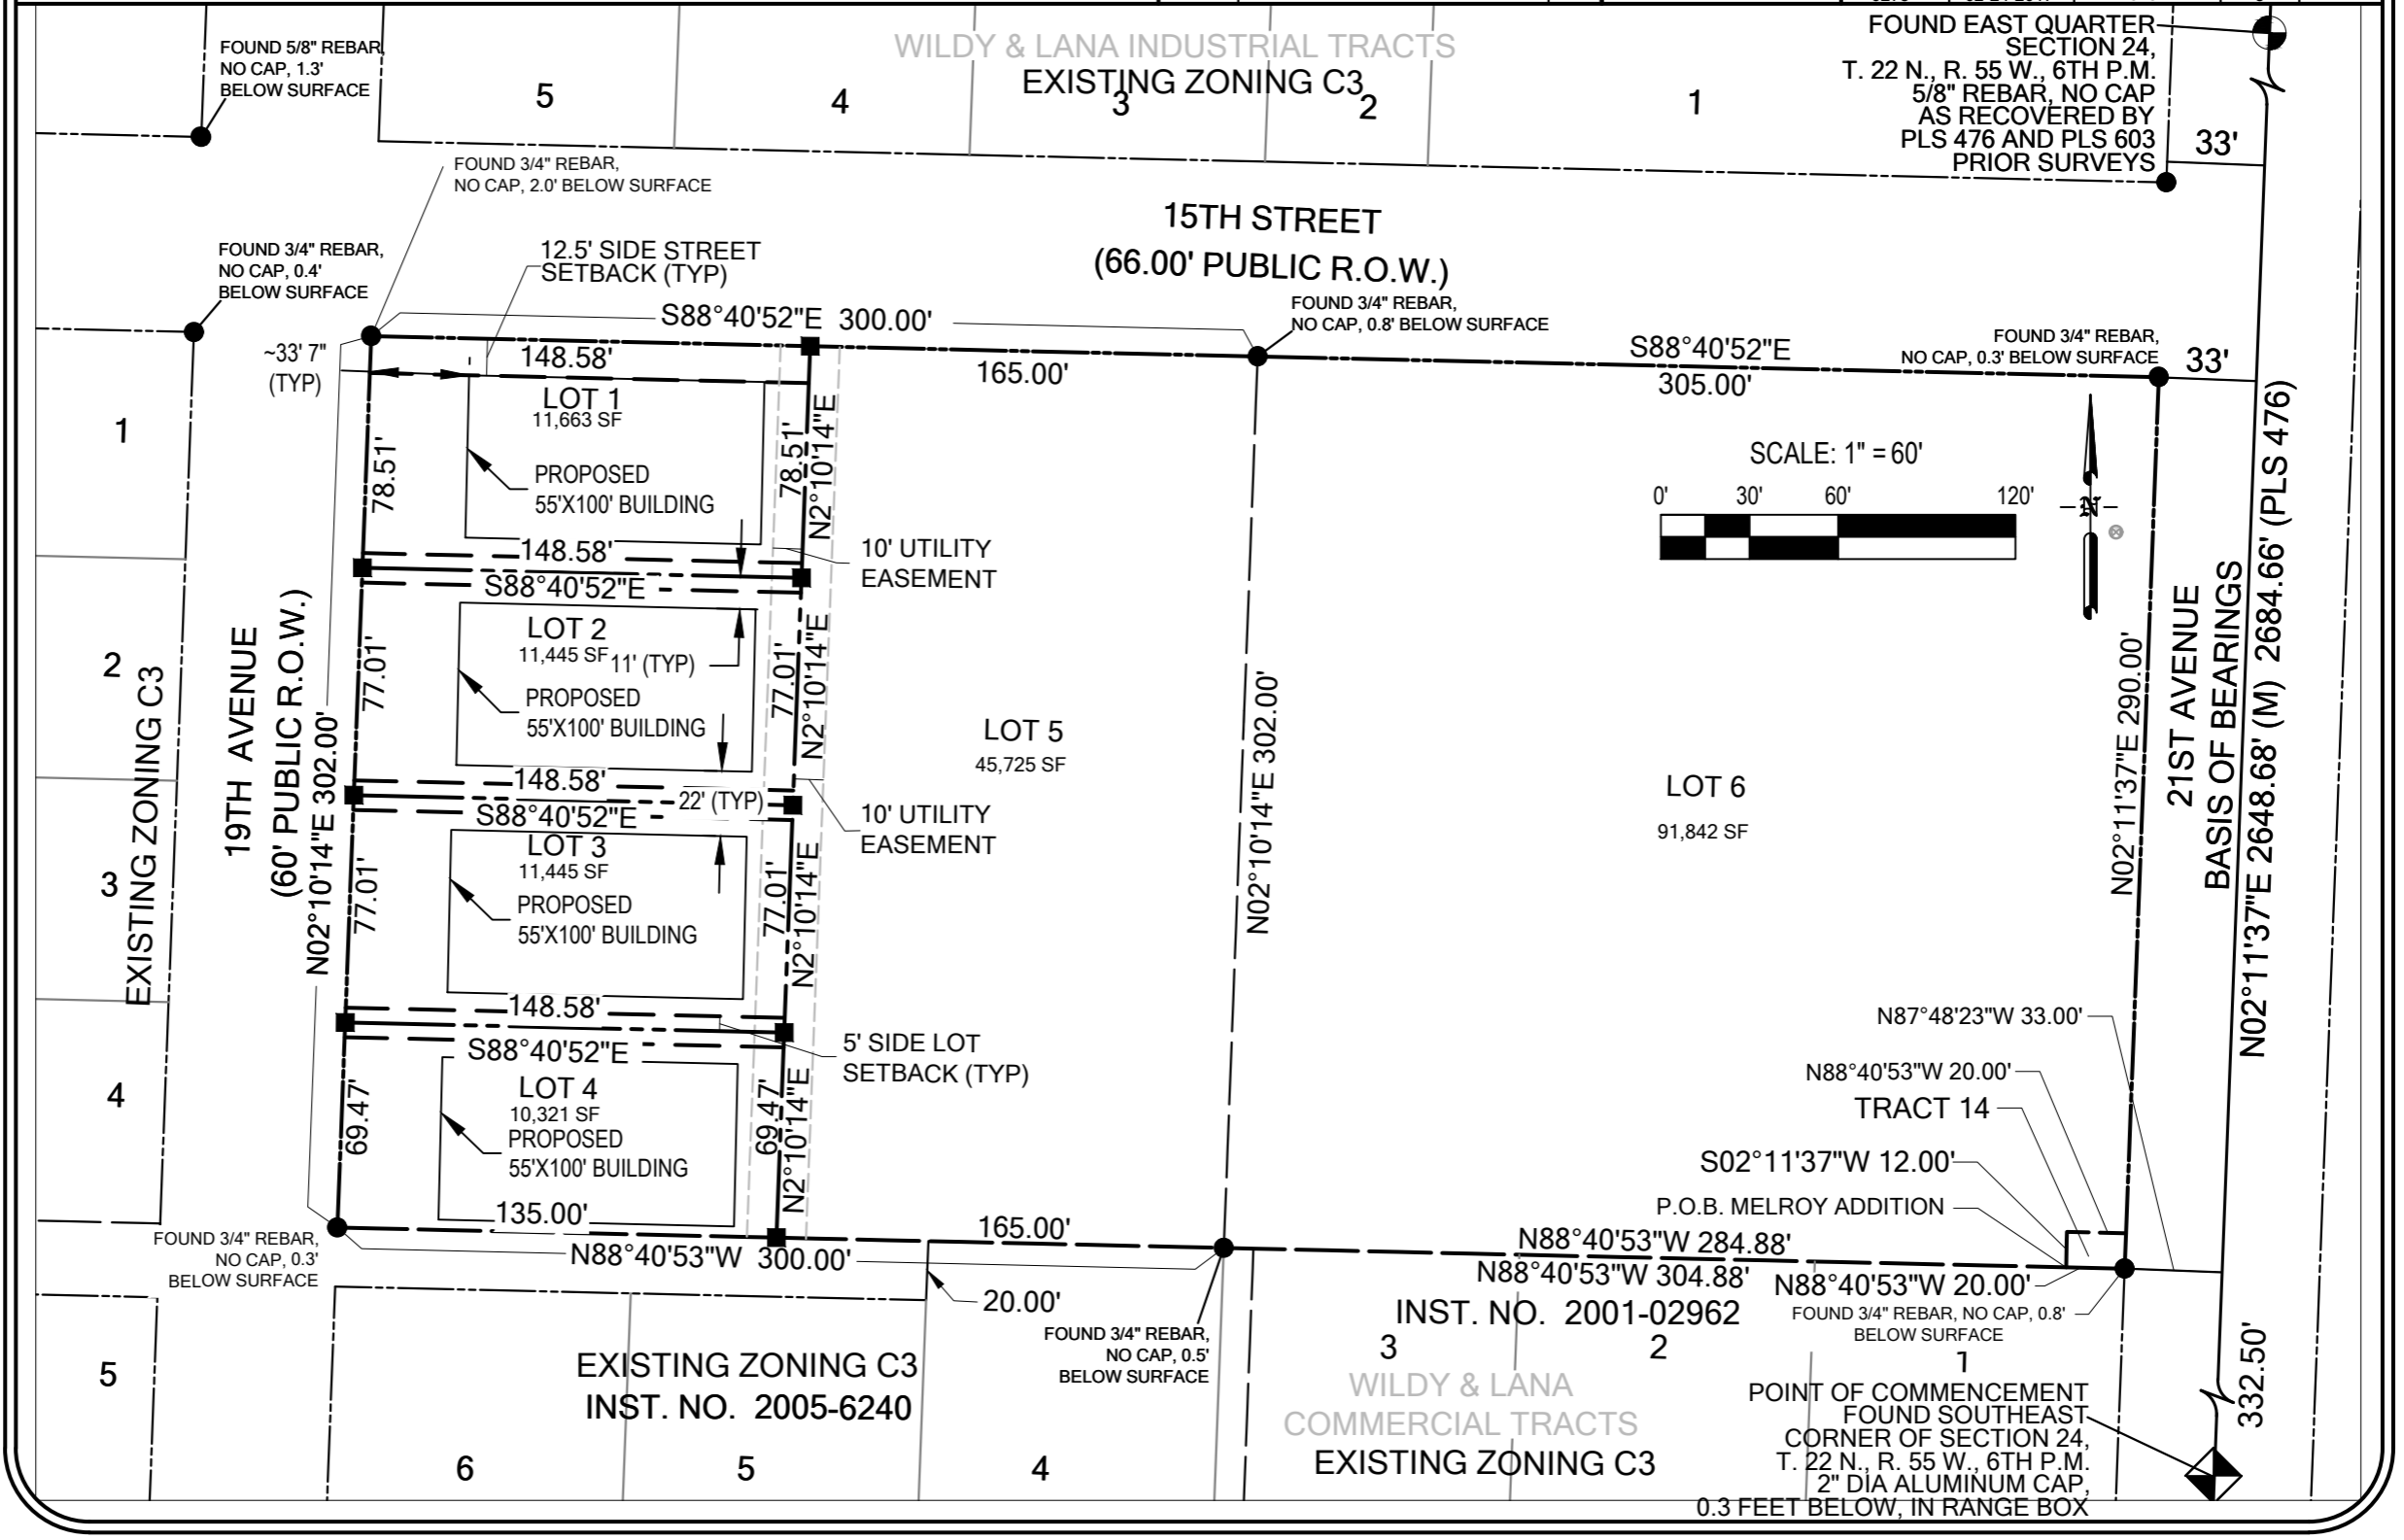 FOUND 5/8" REBAR,
NO CAP, 1.3'
BELOW SURFACE
WILDY & LANA INDUSTRIAL TRACTS
EXISTING ZONING C3
5
4
3
2
1
FOUND EAST QUARTER
SECTION 24,
T. 22 N., R. 55 W., 6TH P.M.
5/8" REBAR, NO CAP
AS RECOVERED BY
PLS 476 AND PLS 603
PRIOR SURVEYS
33'
FOUND 3/4" REBAR,
NO CAP, 2.0' BELOW SURFACE
15TH STREET
(66.00' PUBLIC R.O.W.)
FOUND 3/4" REBAR,
NO CAP, 0.4'
BELOW SURFACE
12.5' SIDE STREET
SETBACK (TYP)
S88°40'52"E 300.00'
FOUND 3/4" REBAR,
NO CAP, 0.8' BELOW SURFACE
S88°40'52"E
305.00'
FOUND 3/4" REBAR,
NO CAP, 0.3' BELOW SURFACE
33'
~33' 7"
(TYP)
148.58'
165.00'
LOT 1
11,663 SF
PROPOSED
55'X100' BUILDING
78.51'
78.51'
N2°10'14"E
SCALE: 1" = 60'
0' 30' 60' 120'
N
148.58'
S88°40'52"E
10' UTILITY
EASEMENT
LOT 2
11,445 SF
11' (TYP)
PROPOSED
55'X100' BUILDING
77.01'
77.01'
N2°10'14"E
148.58'
22' (TYP)
S88°40'52"E
10' UTILITY
EASEMENT
LOT 3
11,445 SF
PROPOSED
55'X100' BUILDING
77.01'
77.01'
N2°10'14"E
148.58'
S88°40'52"E
5' SIDE LOT
SETBACK (TYP)
LOT 4
10,321 SF
PROPOSED
55'X100' BUILDING
69.47'
69.47'
N2°10'14"E
135.00'
N88°40'53"W 300.00'
165.00'
20.00'
LOT 5
45,725 SF
N02°10'14"E 302.00'
LOT 6
91,842 SF
N02°11'37"E 290.00'
21ST AVENUE
BASIS OF BEARINGS
N02°11'37"E 2648.68' (M) 2684.66' (PLS 476)
1
2
3
4
5
EXISTING ZONING C3
19TH AVENUE
(60' PUBLIC R.O.W.)
N02°10'14"E 302.00'
N87°48'23"W 33.00'
N88°40'53"W 20.00'
TRACT 14
S02°11'37"W 12.00'
P.O.B. MELROY ADDITION
N88°40'53"W 284.88'
N88°40'53"W 304.88'
N88°40'53"W 20.00'
INST. NO. 2001-02962
FOUND 3/4" REBAR, NO CAP, 0.8'
BELOW SURFACE
FOUND 3/4" REBAR,
NO CAP, 0.3'
BELOW SURFACE
FOUND 3/4" REBAR,
NO CAP, 0.5'
BELOW SURFACE
EXISTING ZONING C3
INST. NO. 2005-6240
6
5
4
3
2
1
WILDY & LANA
COMMERCIAL TRACTS
EXISTING ZONING C3
POINT OF COMMENCEMENT
FOUND SOUTHEAST
CORNER OF SECTION 24,
T. 22 N., R. 55 W., 6TH P.M.
2" DIA ALUMINUM CAP,
0.3 FEET BELOW, IN RANGE BOX
332.50'